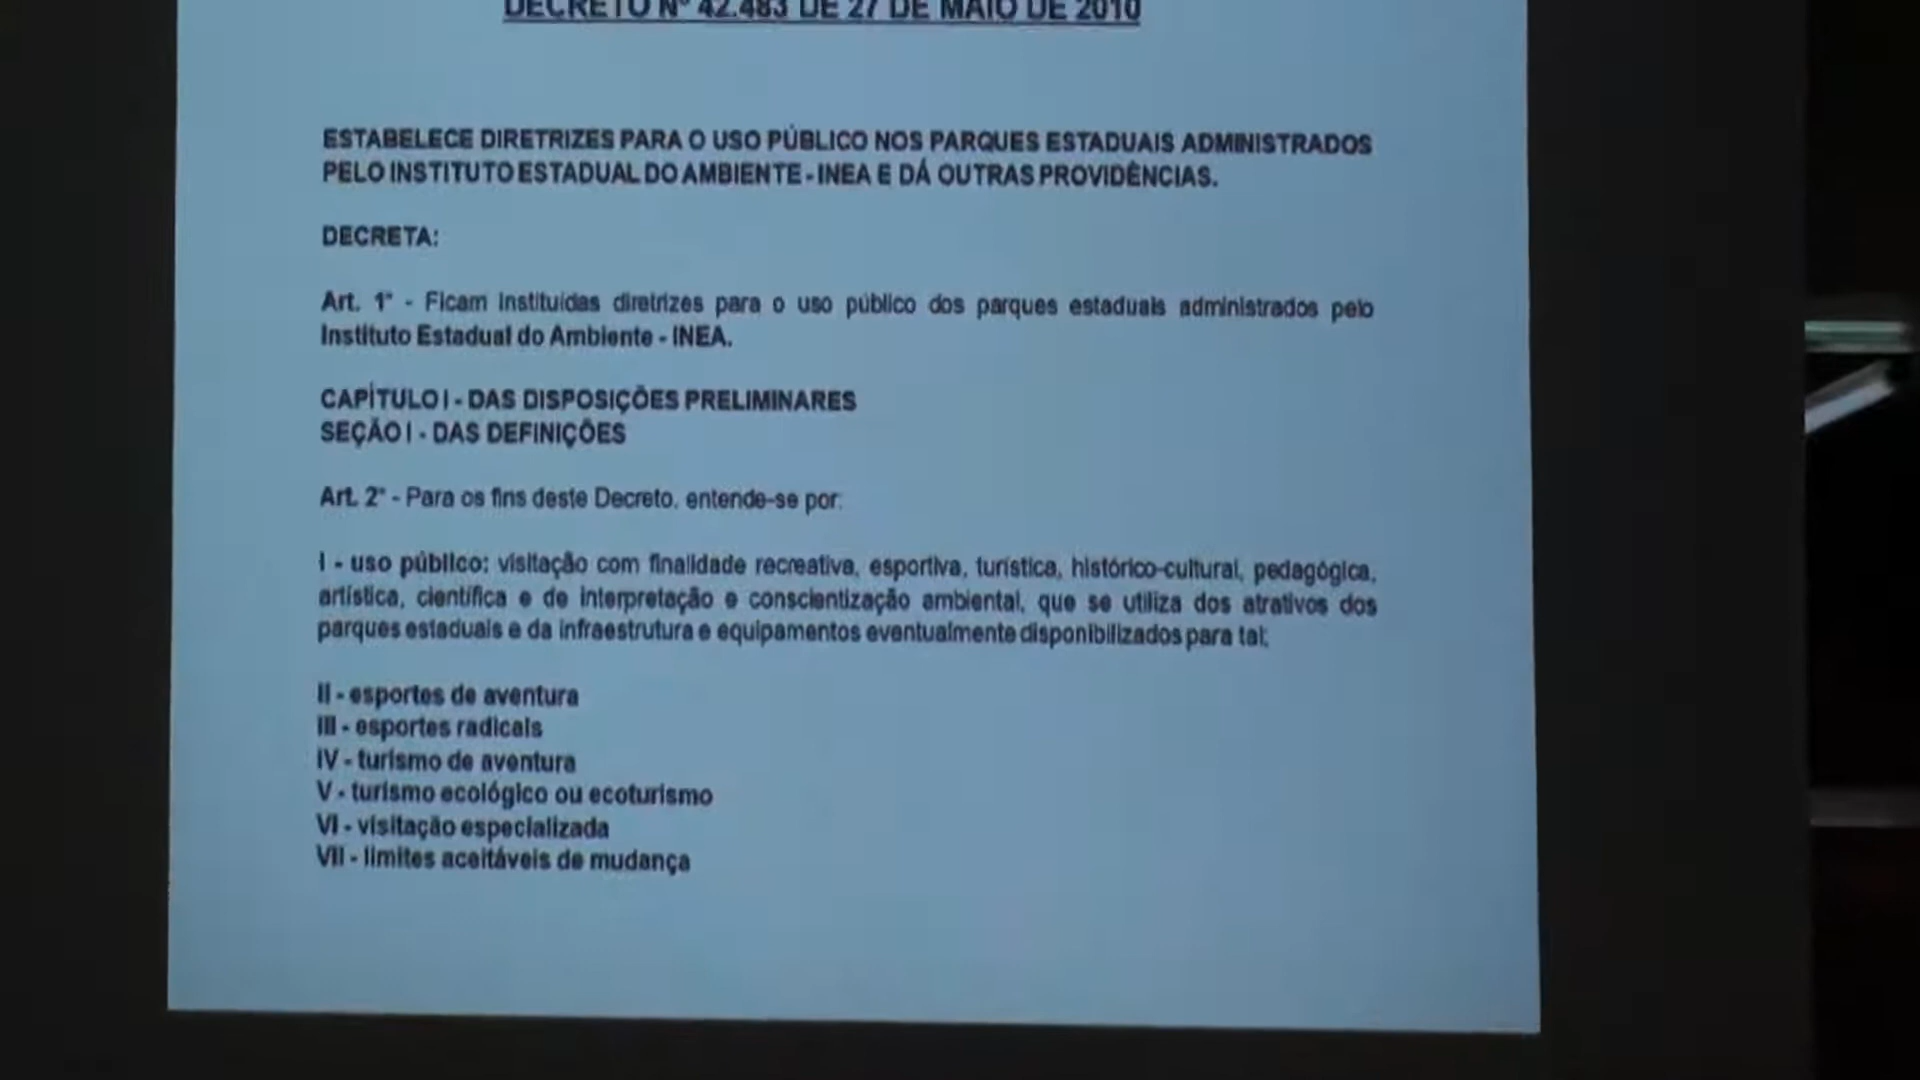 DECRETO Nº 42.483 DE 27 DE MAIO DE 2010
ESTABELECE DIRETRIZES PARA O USO PÚBLICO NOS PARQUES ESTADUAIS ADMINISTRADOS
PELO INSTITUTO ESTADUAL DO AMBIENTE - INEA E DÁ OUTRAS PROVIDÊNCIAS.
DECRETA:
Art. 1° - Ficam instituídas diretrizes para o uso público dos parques estaduais administrados pelo
Instituto Estadual do Ambiente - INEA.
CAPÍTULO I - DAS DISPOSIÇÕES PRELIMINARES
SEÇÃO I - DAS DEFINIÇÕES
Art. 2° - Para os fins deste Decreto, entende-se por:
I - uso público: visitação com finalidade recreativa, esportiva, turística, histórico-cultural, pedagógica,
artística, científica e de interpretação e conscientização ambiental, que se utiliza dos atrativos dos
parques estaduais e da infraestrutura e equipamentos eventualmente disponibilizados para tal;
II - esportes de aventura
III - esportes radicais
IV - turismo de aventura
V - turismo ecológico ou ecoturismo
VI - visitação especializada
VII - limites aceitáveis de mudança